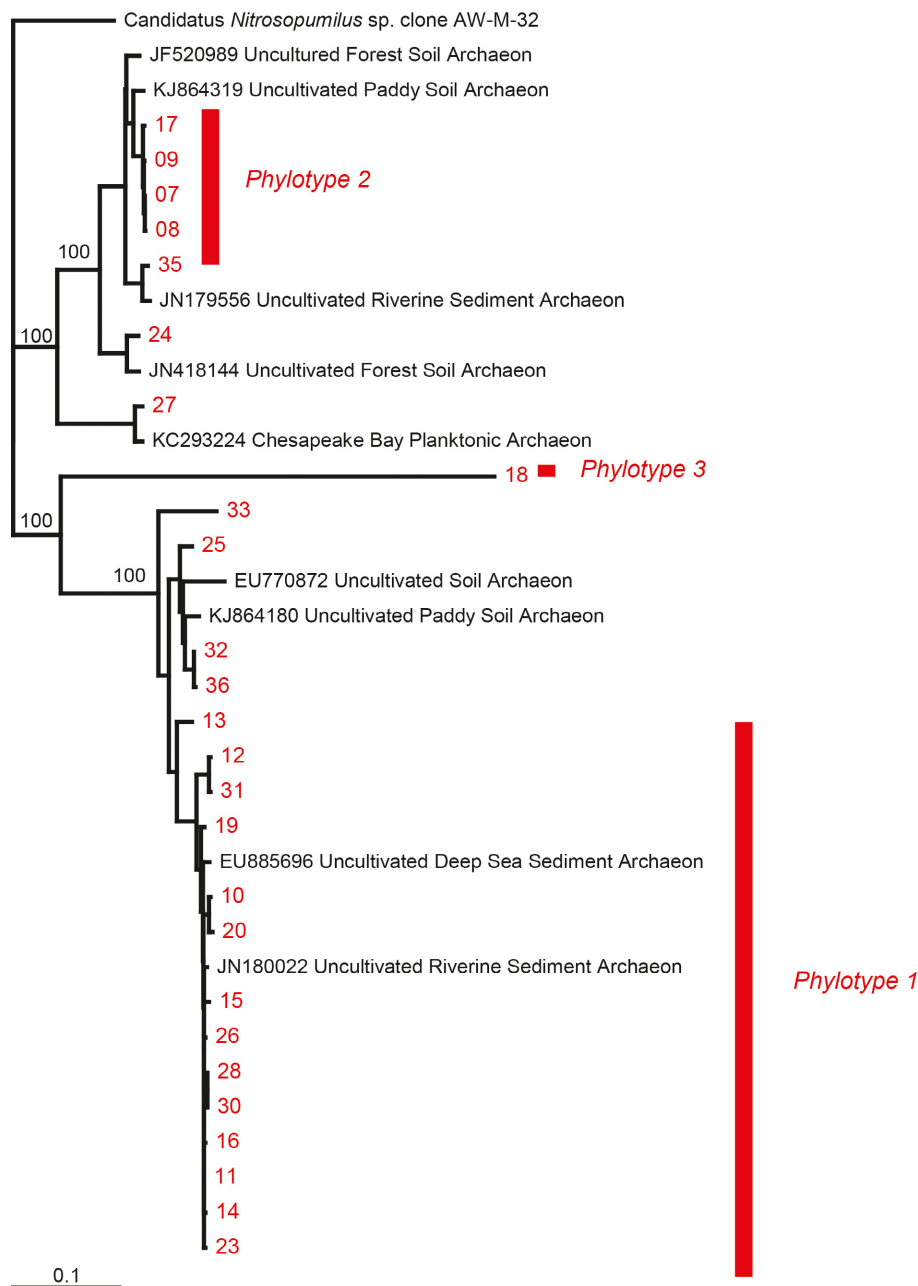 Candidatus Nitrosopumilus sp. clone AW-M-32
JF520989 Uncultured Forest Soil Archaeon
KJ864319 Uncultivated Paddy Soil Archaeon
17
09
Phylotype 2
07
08
100
35
JN179556 Uncultivated Riverine Sediment Archaeon
100
24
JN418144 Uncultivated Forest Soil Archaeon
27
KC293224 Chesapeake Bay Planktonic Archaeon
18
Phylotype 3
100
33
25
100
EU770872 Uncultivated Soil Archaeon
KJ864180 Uncultivated Paddy Soil Archaeon
32
36
13
12
31
19
EU885696 Uncultivated Deep Sea Sediment Archaeon
10
20
JN180022 Uncultivated Riverine Sediment Archaeon
Phylotype 1
15
26
28
30
16
11
14
23
0.1